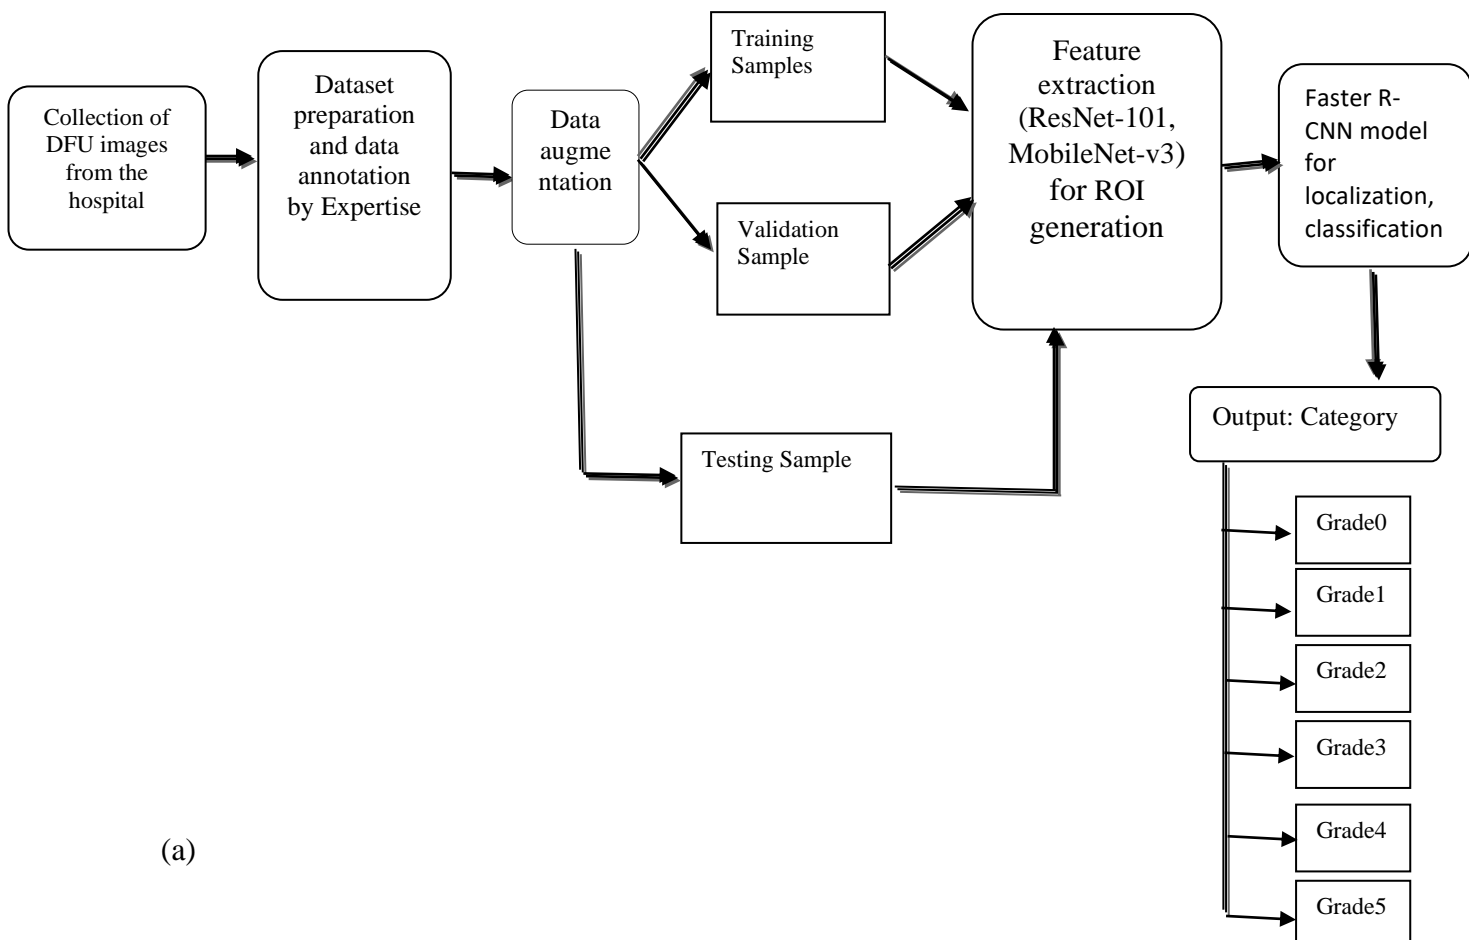 Collection of
DFU images
from the
hospital
Dataset
preparation
and data
annotation
by Expertise
Data
augme
ntation
Training
Samples
Validation
Sample
Testing Sample
Feature
extraction
(ResNet-101,
MobileNet-v3)
for ROI
generation
Faster R-
CNN model
for
localization,
classification
Output: Category
Grade0
Grade1
Grade2
Grade3
Grade4
Grade5
(a)